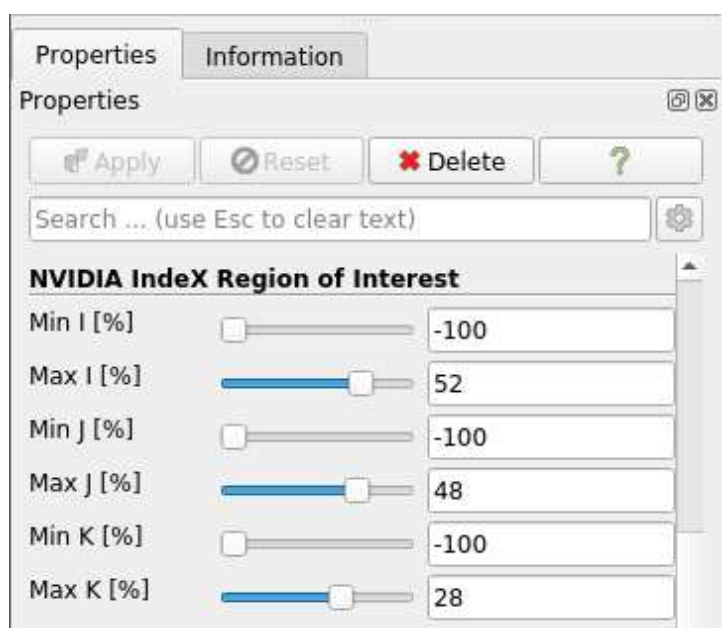 Properties Information
Properties
Apply Reset Delete ?
Search ... (use Esc to clear text)
NVIDIA IndeX Region of Interest
Min I [%] -100
Max I [%] 52
Min J [%] -100
Max J [%] 48
Min K [%] -100
Max K [%] 28